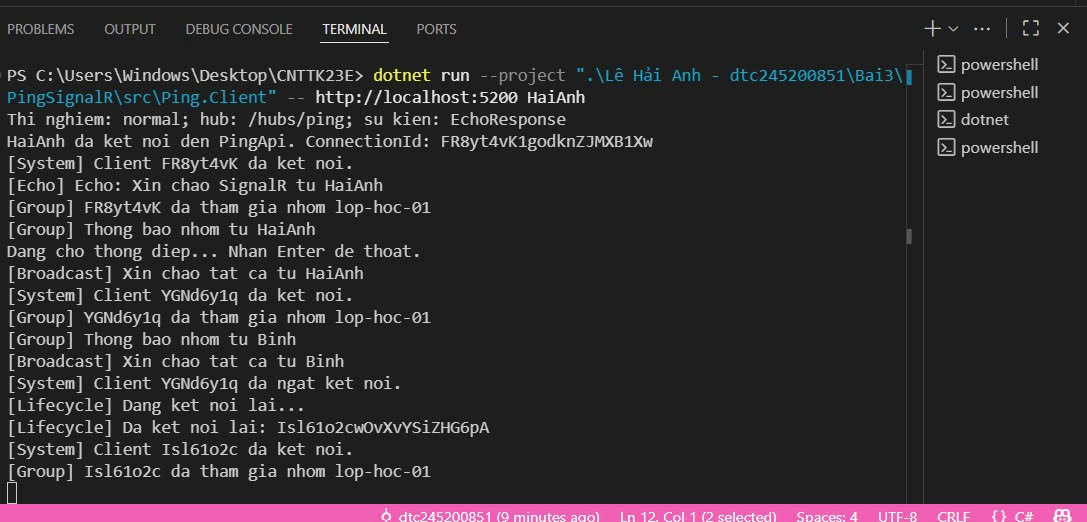 PROBLEMS OUTPUT DEBUG CONSOLE TERMINAL PORTS
PS C:\Users\Windows\Desktop\CNTTK23E> dotnet run --project ".\Lê Hải Anh - dtc245200851\Bai3\
PingSignalR\src\Ping.Client" -- http://localhost:5200 HaiAnh
Thi nghiem: normal; hub: /hubs/ping; su kien: EchoResponse
HaiAnh da ket noi den PingApi. ConnectionId: FR8yt4vK1godknZJMXB1Xw
[System] Client FR8yt4vK da ket noi.
[Echo] Echo: Xin chao SignalR tu HaiAnh
[Group] FR8yt4vK da tham gia nhom lop-hoc-01
[Group] Thong bao nhom tu HaiAnh
Dang cho thong diep... Nhan Enter de thoat.
[Broadcast] Xin chao tat ca tu HaiAnh
[System] Client YGNd6y1q da ket noi.
[Group] YGNd6y1q da tham gia nhom lop-hoc-01
[Group] Thong bao nhom tu Binh
[Broadcast] Xin chao tat ca tu Binh
[System] Client YGNd6y1q da ngat ket noi.
[Lifecycle] Dang ket noi lai...
[Lifecycle] Da ket noi lai: Isl61o2cwOvXvYSiZHG6pA
[System] Client Isl61o2c da ket noi.
[Group] Isl61o2c da tham gia nhom lop-hoc-01
powershell
powershell
dotnet
powershell
dtc245200851 (9 minutes ago) Ln 12, Col 1 (2 selected) Spaces: 4 UTF-8 CRLF {} C#